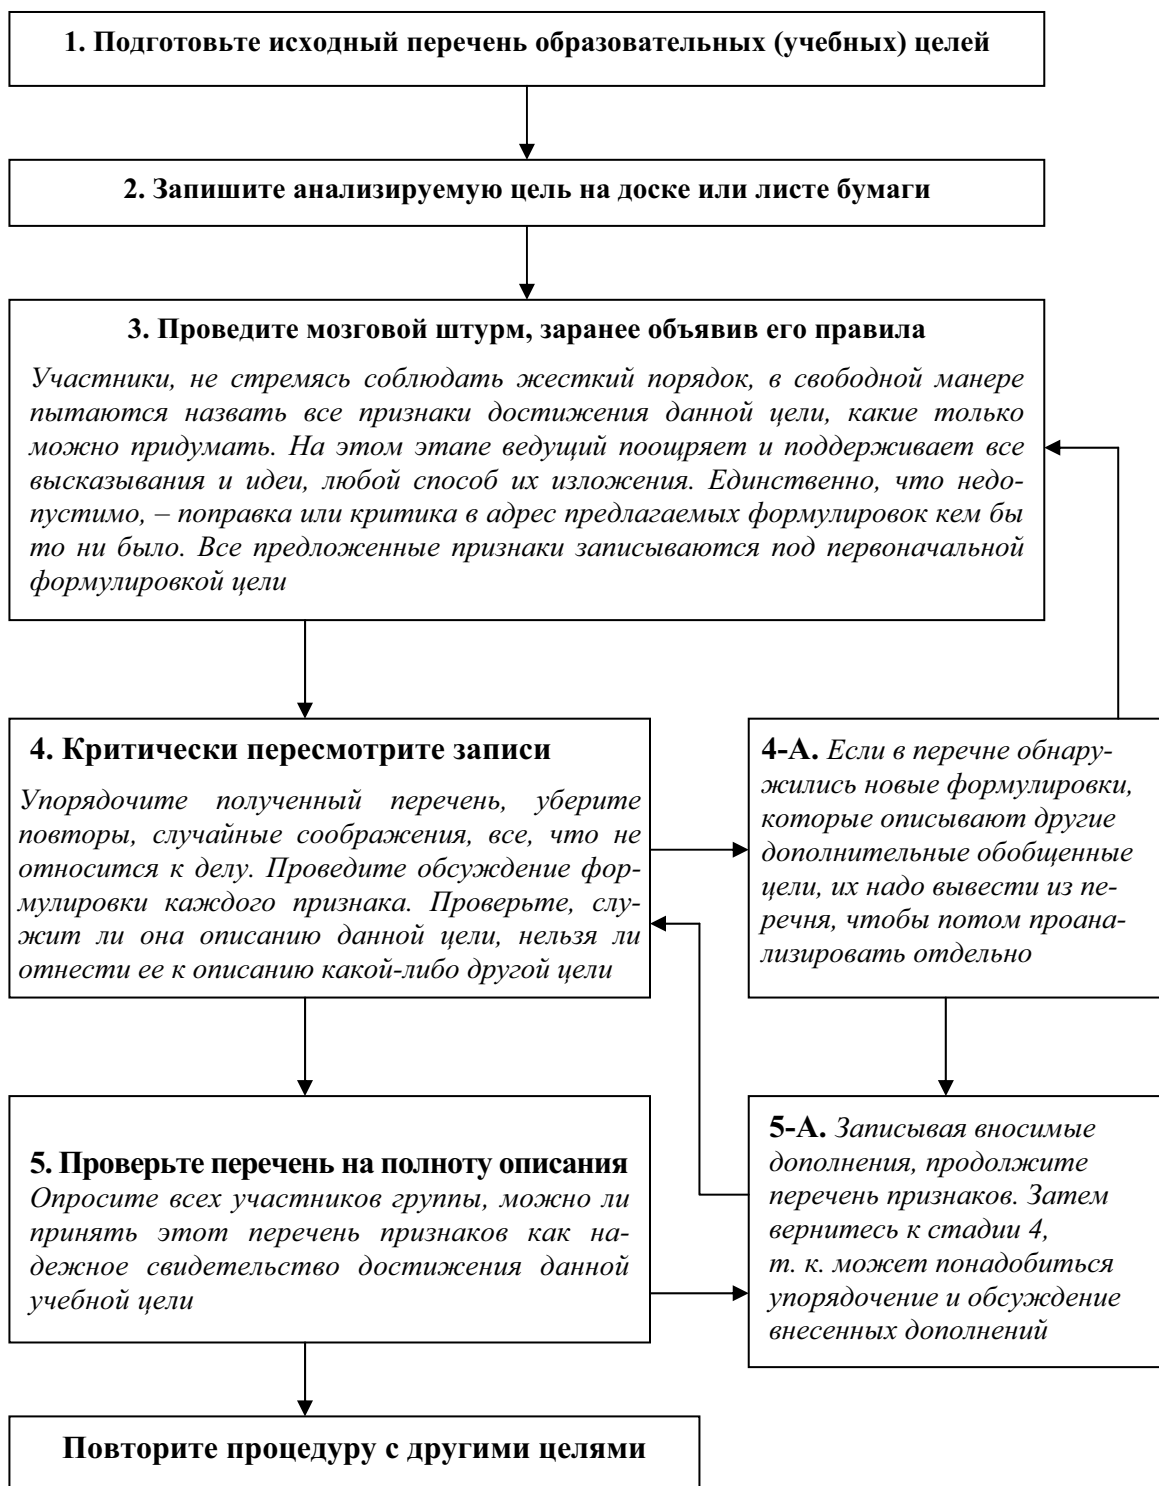 1. Подготовьте исходный перечень образовательных (учебных) целей
2. Запишите анализируемую цель на доске или листе бумаги
3. Проведите мозговой штурм, заранее объявив его правила
Участники, не стремясь соблюдать жесткий порядок, в свободной манере
пытаются назвать все признаки достижения данной цели, какие только
можно придумать. На этом этапе ведущий поощряет и поддерживает все
высказывания и идеи, любой способ их изложения. Единственно, что недо-
пустимо, – поправка или критика в адрес предлагаемых формулировок кем бы
то ни было. Все предложенные признаки записываются под первоначальной
формулировкой цели
4. Критически пересмотрите записи
Упорядочите полученный перечень, уберите
повторы, случайные соображения, все, что не
относится к делу. Проведите обсуждение фор-
мулировки каждого признака. Проверьте, слу-
жит ли она описанию данной цели, нельзя ли
отнести ее к описанию какой-либо другой цели
4-А. Если в перечне обнару-
жились новые формулировки,
которые описывают другие
дополнительные обобщенные
цели, их надо вывести из пе-
речня, чтобы потом проана-
лизировать отдельно
5. Проверьте перечень на полноту описания
Опросите всех участников группы, можно ли
принять этот перечень признаков как на-
дежное свидетельство достижения данной
учебной цели
5-А. Записывая вносимые
дополнения, продолжите
перечень признаков. Затем
вернитесь к стадии 4,
т. к. может понадобиться
упорядочение и обсуждение
внесенных дополнений
Повторите процедуру с другими целями